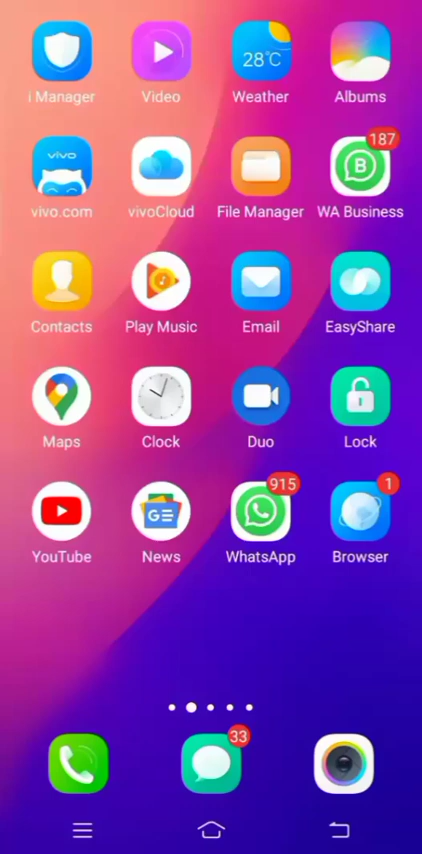 28°C
i Manager Video Weather Albums
vivo
187
B
vivo.com vivoCloud File Manager WA Business
Contacts Play Music Email EasyShare
Maps Clock Duo Lock
GE
915
1
YouTube News WhatsApp Browser
33